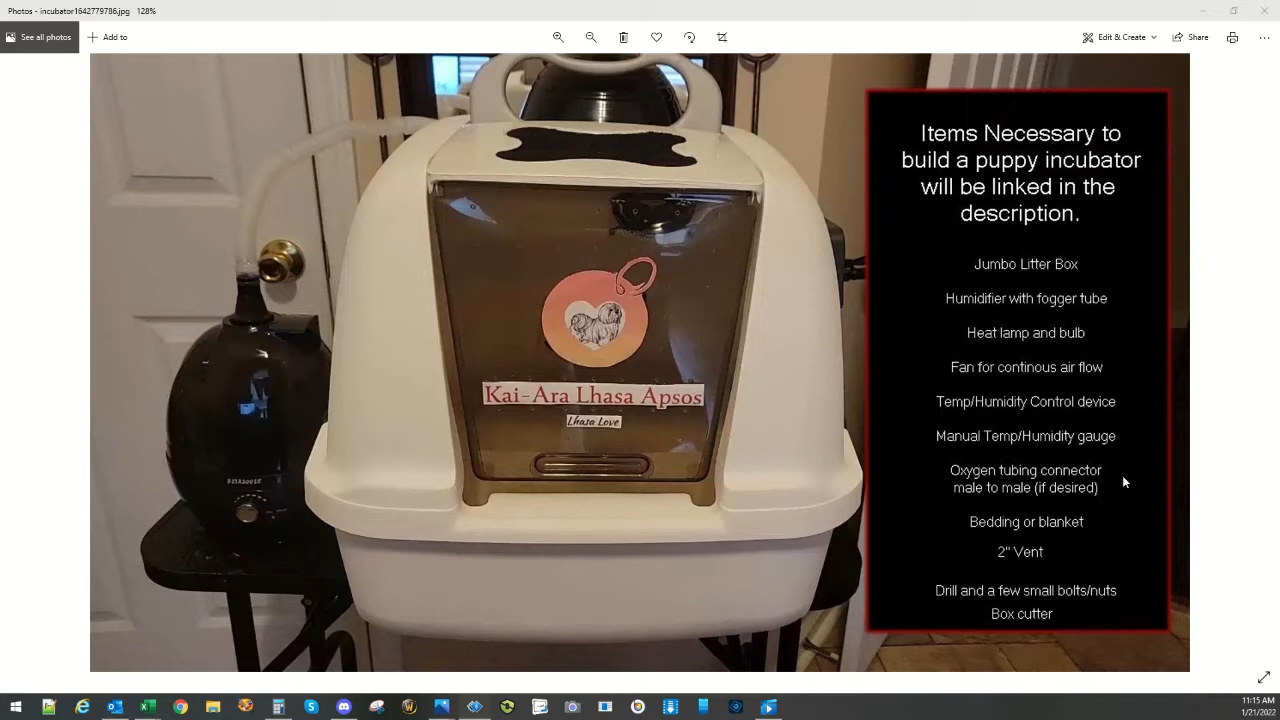 Photos - incubator1642779786.jpg 128%
See all photos
Add to
Edit & Create
Share
Items Necessary to
build a puppy incubator
will be linked in the
description.
Jumbo Litter Box
Humidifier with fogger tube
Heat lamp and bulb
Fan for continous air flow
Temp/Humidity Control device
Manual Temp/Humidity gauge
Oxygen tubing connector
male to male (if desired)
Bedding or blanket
2" Vent
Drill and a few small bolts/nuts
Box cutter
Kai-Ara Lhasa Apsos
Lhasa Love
11:15 AM
1/21/2022